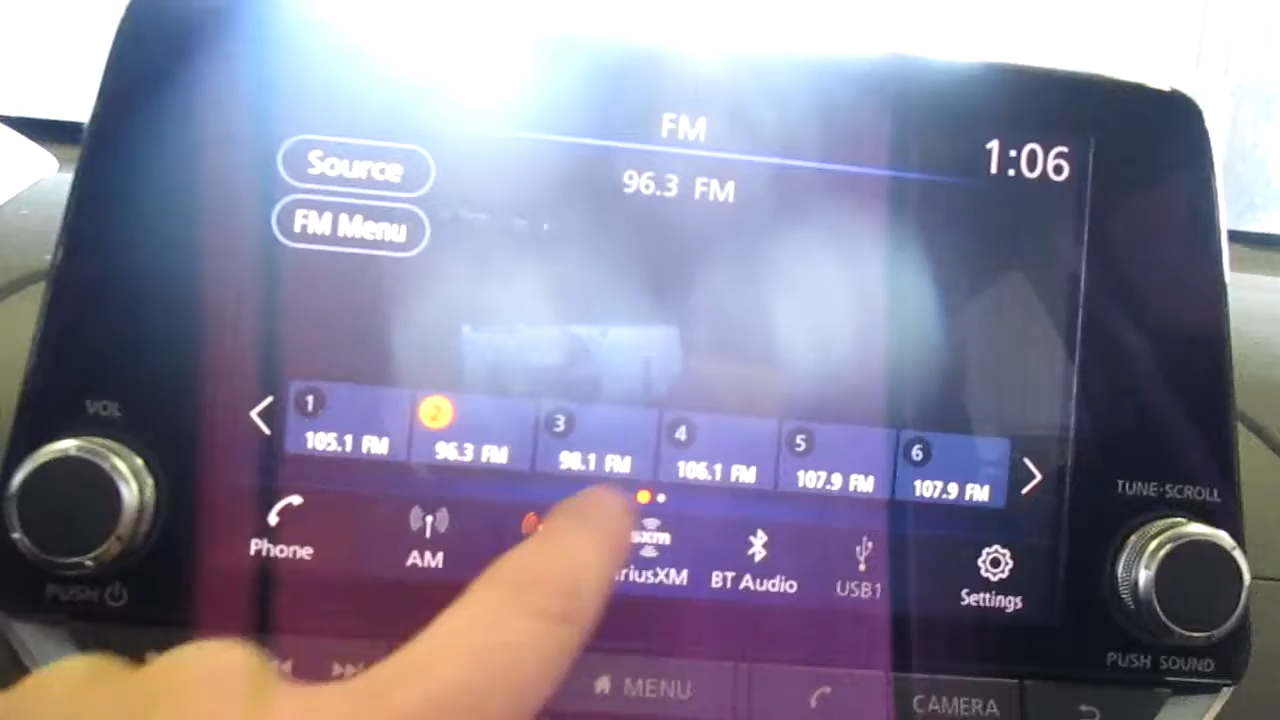 FM
Source
1:06
96.3 FM
FM Menu
1
2
3
4
5
6
105.1 FM
96.3 FM
98.1 FM
106.1 FM
107.9 FM
107.9 FM
VOL
TUNE·SCROLL
Phone
AM
sxm
riusXM
BT Audio
USB1
Settings
PUSH
PUSH SOUND
MENU
CAMERA